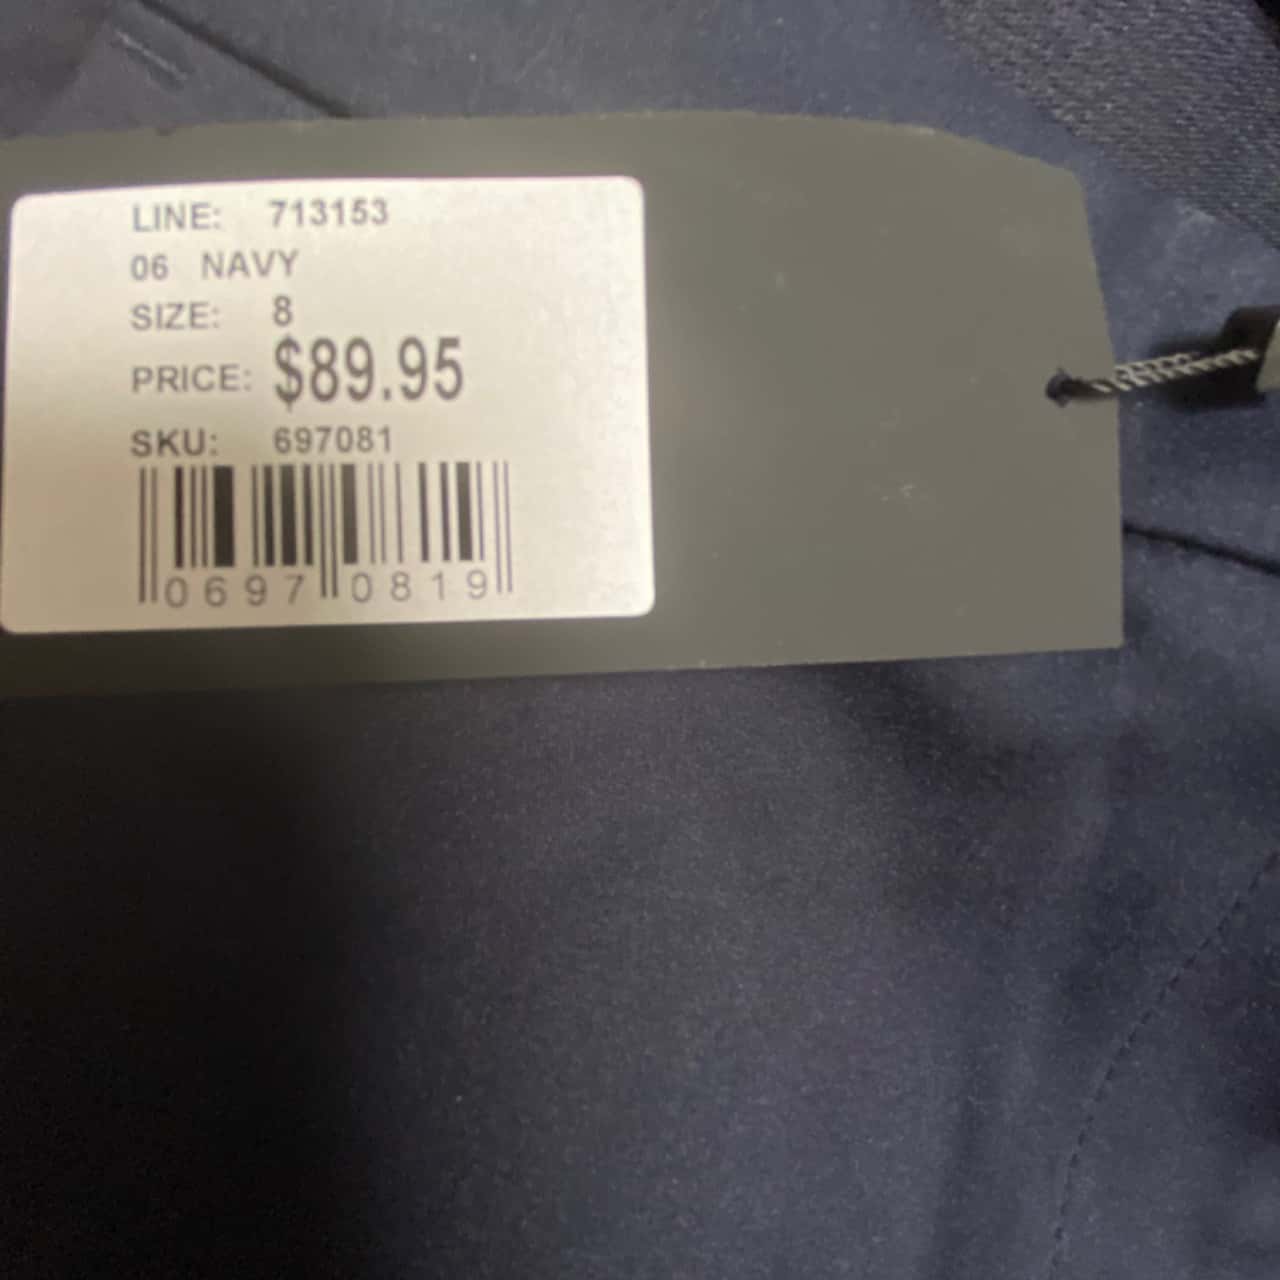 LINE: 713153
06 NAVY
SIZE: 8
PRICE: $89.95
SKU: 697081
0697 0819